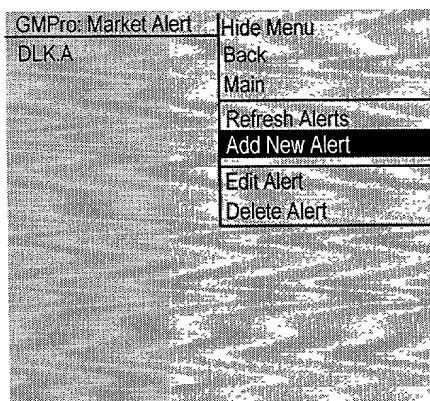 GMPro: Market Alert
DLK.A
Hide Menu
Back
Main
Refresh Alerts
Add New Alert
Edit Alert
Delete Alert